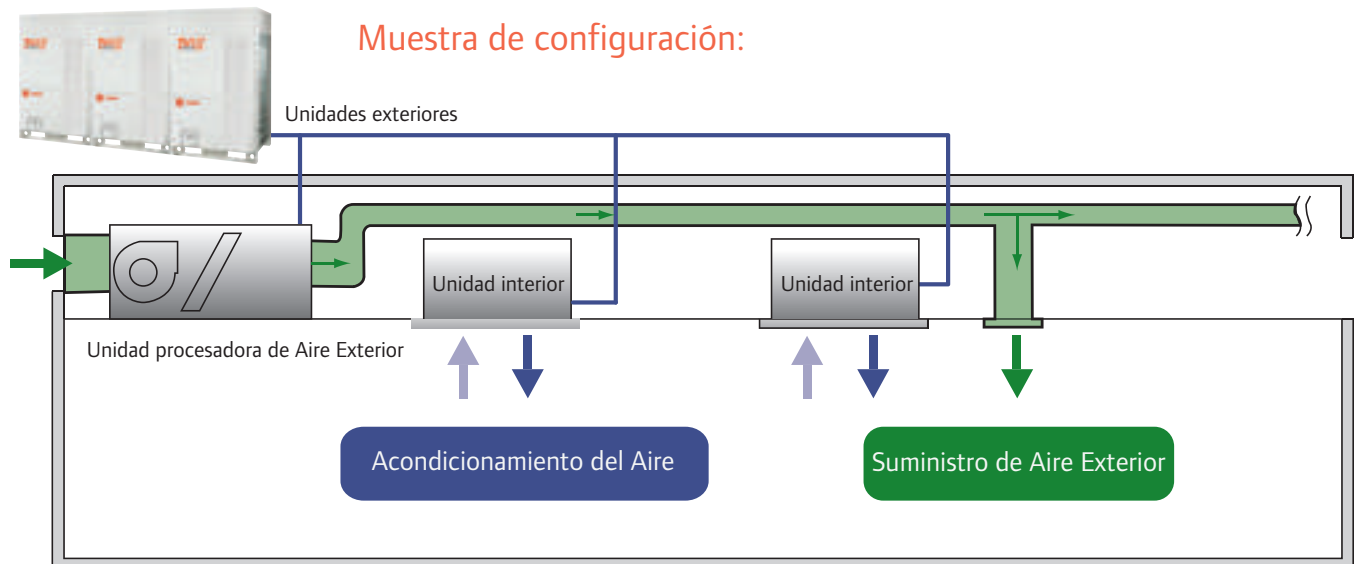 Muestra de configuración:
Unidades exteriores
Unidad interior
Unidad interior
Unidad procesadora de Aire Exterior
Acondicionamiento del Aire
Suministro de Aire Exterior